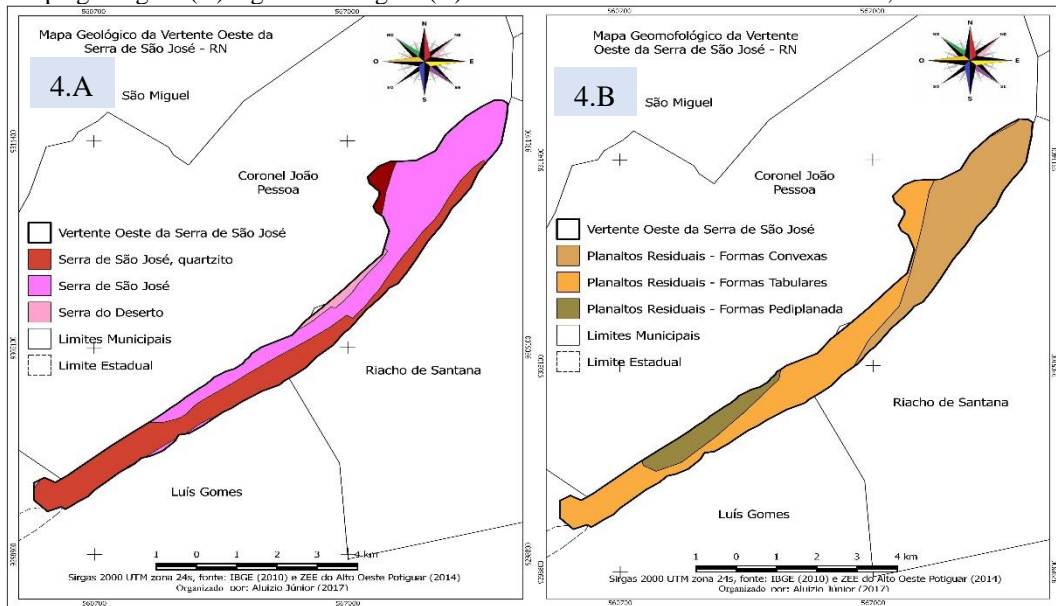 560700
567000
Mapa Geológico da Vertente Oeste da
Serra de São José - RN
4.A
N
O
E
S
São Miguel
Coronel João
Pessoa
Vertente Oeste da Serra de São José
Serra de São José, quartzito
Serra de São José
Serra do Deserto
Limites Municipais
Limite Estadual
Riacho de Santana
Luís Gomes
1 0 1 2 3 4 km
Sirgas 2000 UTM zona 24s, fonte: IBGE (2010) e ZEE do Alto Oeste Potiguar (2014)
Organizado por: Aluizio Júnior (2017)
560700
567000
Mapa Geomofológico da Vertente
Oeste da Serra de São José - RN
4.B
N
O
E
S
São Miguel
Coronel João
Pessoa
Vertente Oeste da Serra de São José
Planaltos Residuais - Formas Convexas
Planaltos Residuais - Formas Tabulares
Planaltos Residuais - Formas Pediplanada
Limites Municipais
Limite Estadual
Riacho de Santana
Luís Gomes
1 0 1 2 3 4 km
Sirgas 2000 UTM zona 24s, fonte: IBGE (2010) e ZEE do Alto Oeste Potiguar (2014)
Organizado por: Aluizio Júnior (2017)